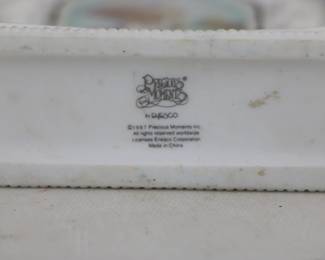 PRECIOUS
MOMENTS
BY ENESCO
©1997 Precious Moments Inc.
All rights reserved worldwide
Licensee Enesco Corporation
Made in China